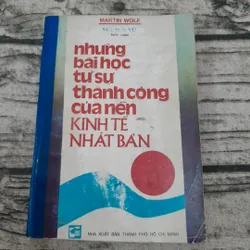 MARTIN WOLF
những
bài học
từ sự
thành công
của nền
KINH TẾ
NHẬT BẢN
NHÀ XUẤT BẢN THÀNH PHỐ HỒ CHÍ MINH